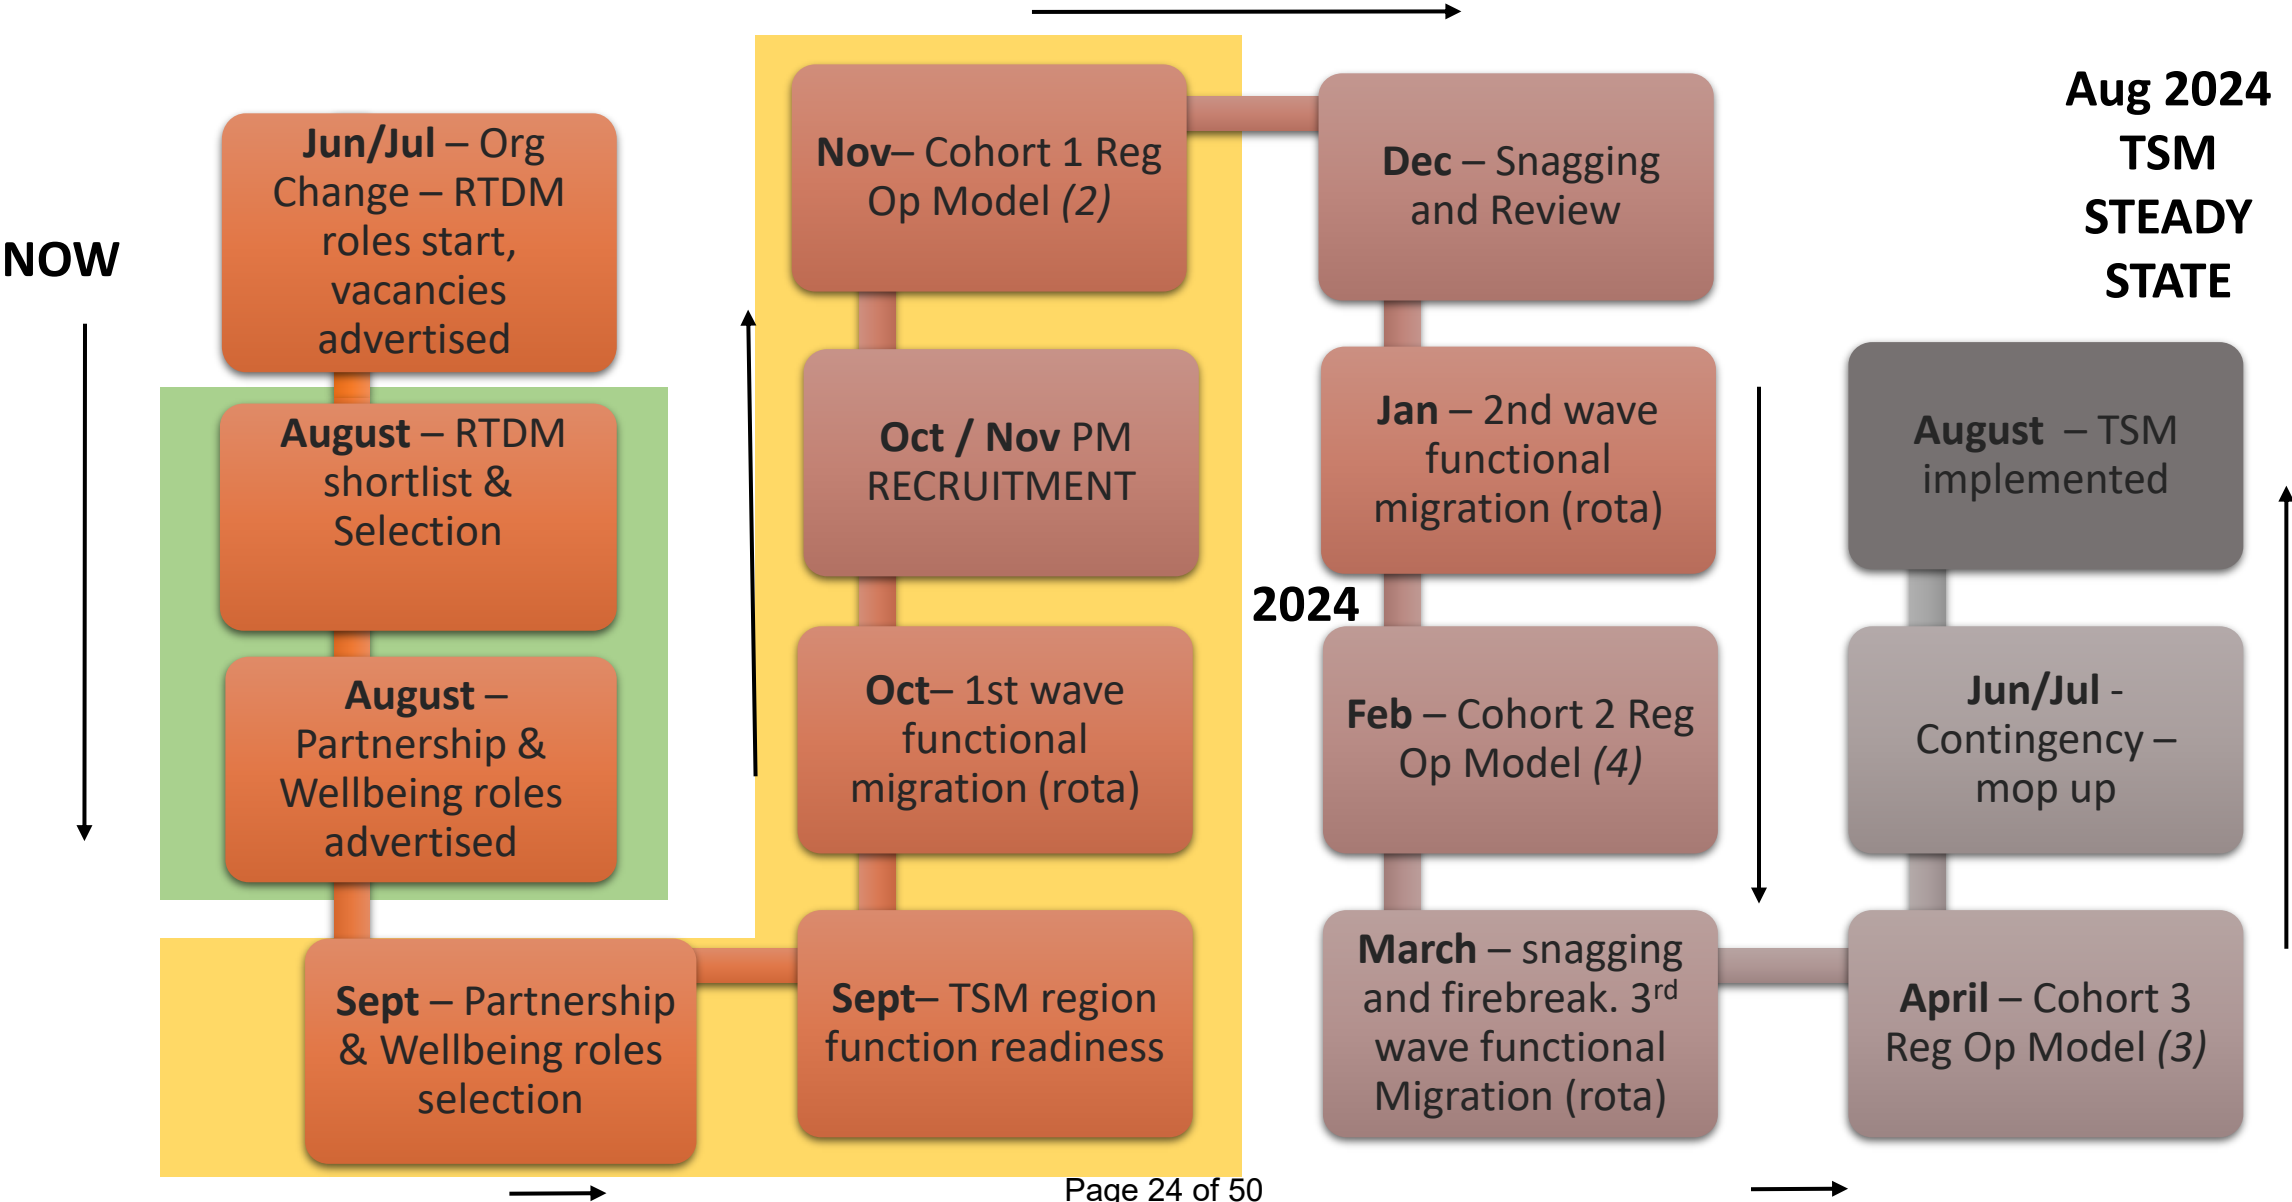 NOW
Jun/Jul – Org
Change – RTDM
roles start,
vacancies
advertised
August – RTDM
shortlist &
Selection
August –
Partnership &
Wellbeing roles
advertised
Sept – Partnership
& Wellbeing roles
selection
Sept– TSM region
function readiness
Oct– 1st wave
functional
migration (rota)
Oct / Nov PM
RECRUITMENT
Nov– Cohort 1 Reg
Op Model (2)
Dec – Snagging
and Review
2024
Jan – 2nd wave
functional
migration (rota)
Feb – Cohort 2 Reg
Op Model (4)
March – snagging
and firebreak. 3rd
wave functional
Migration (rota)
April – Cohort 3
Reg Op Model (3)
Jun/Jul -
Contingency –
mop up
August – TSM
implemented
Aug 2024
TSM
STEADY
STATE
Page 24 of 50